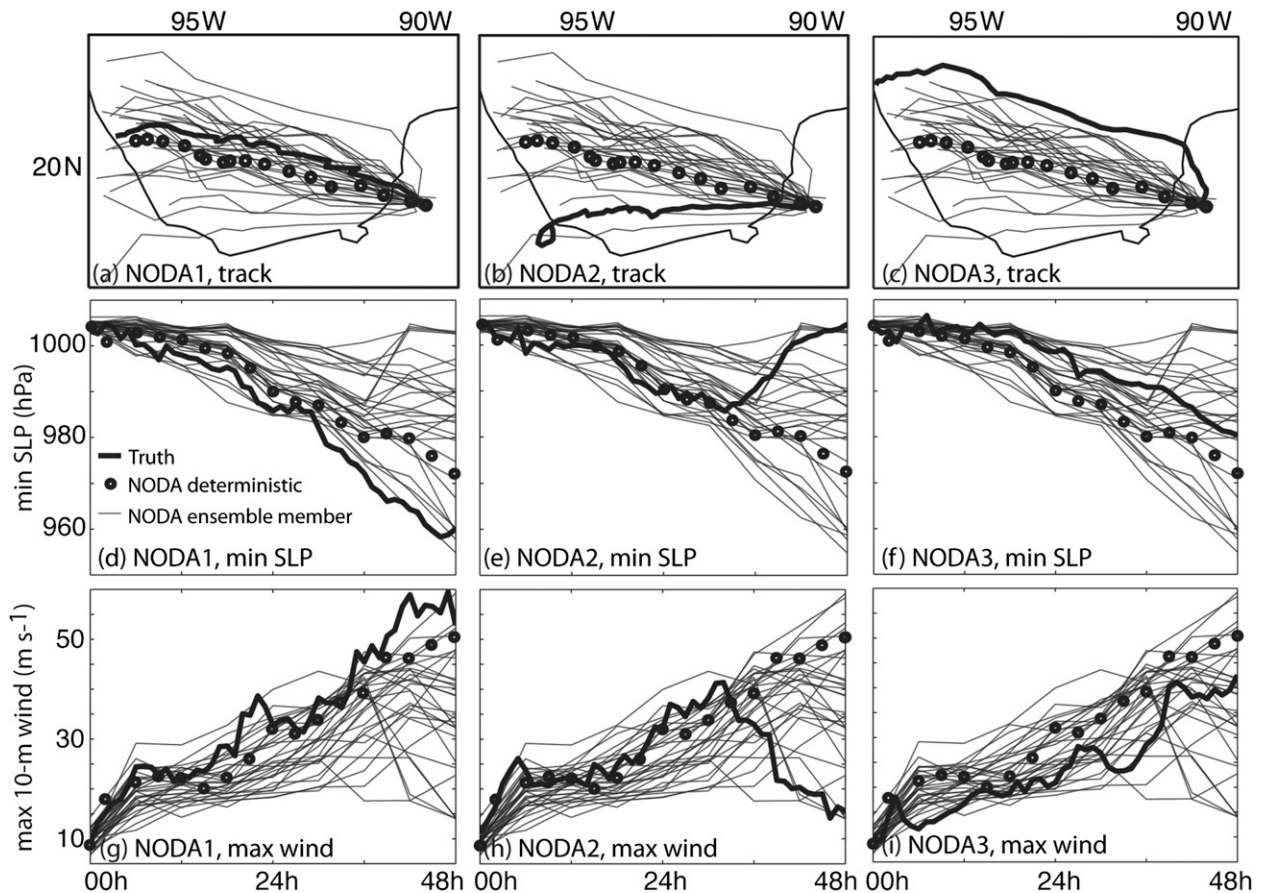 95W 90W 95W 90W 95W 90W
20N
(a) NODA1, track (b) NODA2, track (c) NODA3, track
1000
980
960
min SLP (hPa)
Truth
NODA deterministic
NODA ensemble member
(d) NODA1, min SLP (e) NODA2, min SLP (f) NODA3, min SLP
50
30
10
max 10-m wind (m s-1)
(g) NODA1, max wind (h) NODA2, max wind (i) NODA3, max wind
00h 24h 48h 00h 24h 48h 00h 24h 48h